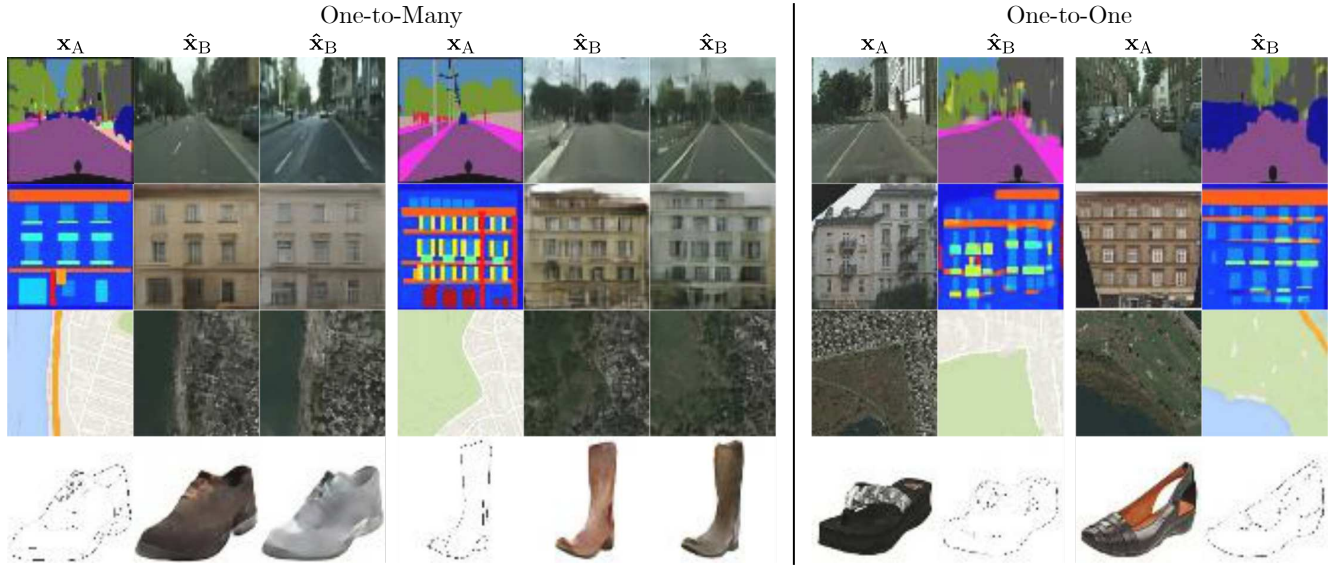 One-to-Many One-to-One
x_A x̂_B x̂_B x_A x̂_B x̂_B x_A x̂_B x_A x̂_B